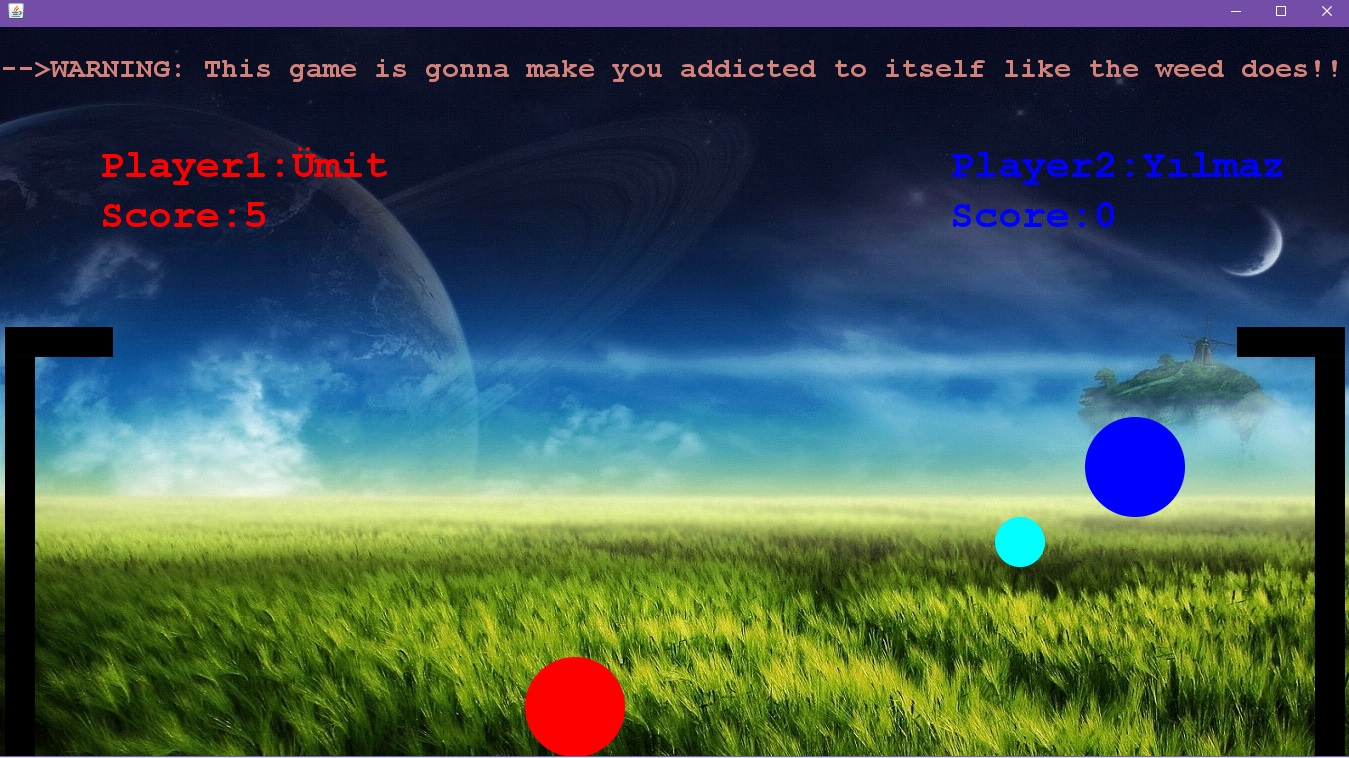 -->WARNING: This game is gonna make you addicted to itself like the weed does!!
Player1:Ümit
Score:5
Player2:Yılmaz
Score:0